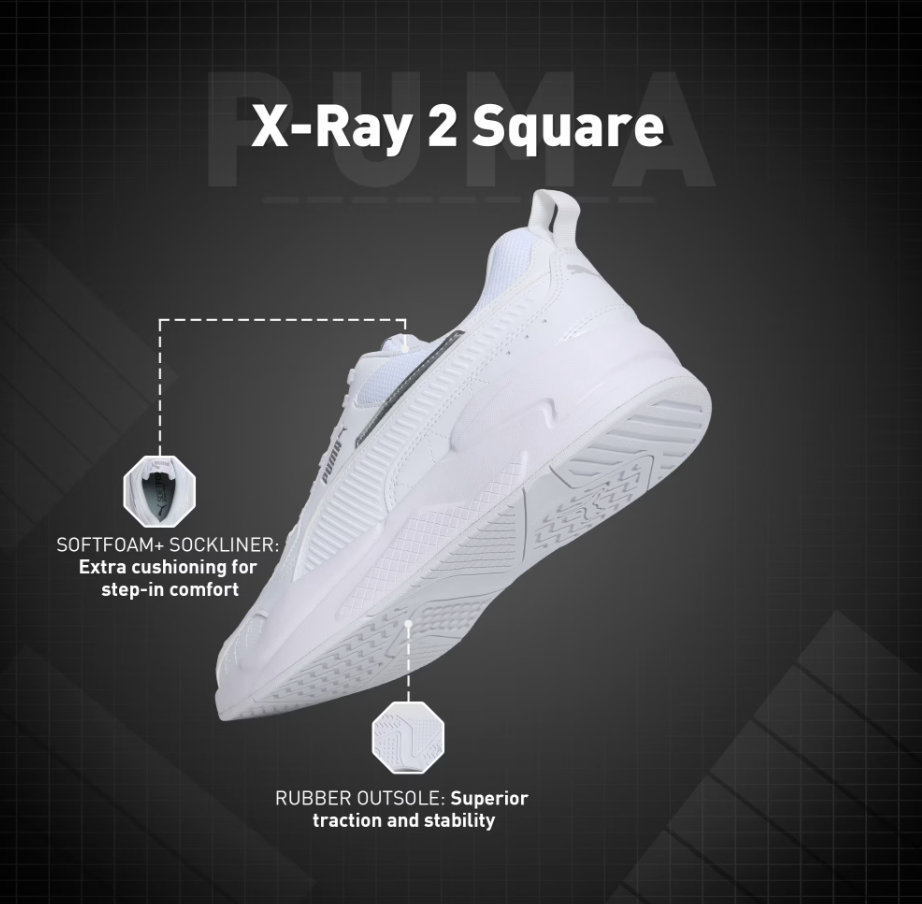 PUMA
X-Ray 2 Square
PUMA
SOFTFOAM+ SOCKLINER:
Extra cushioning for
step-in comfort
RUBBER OUTSOLE: Superior
traction and stability